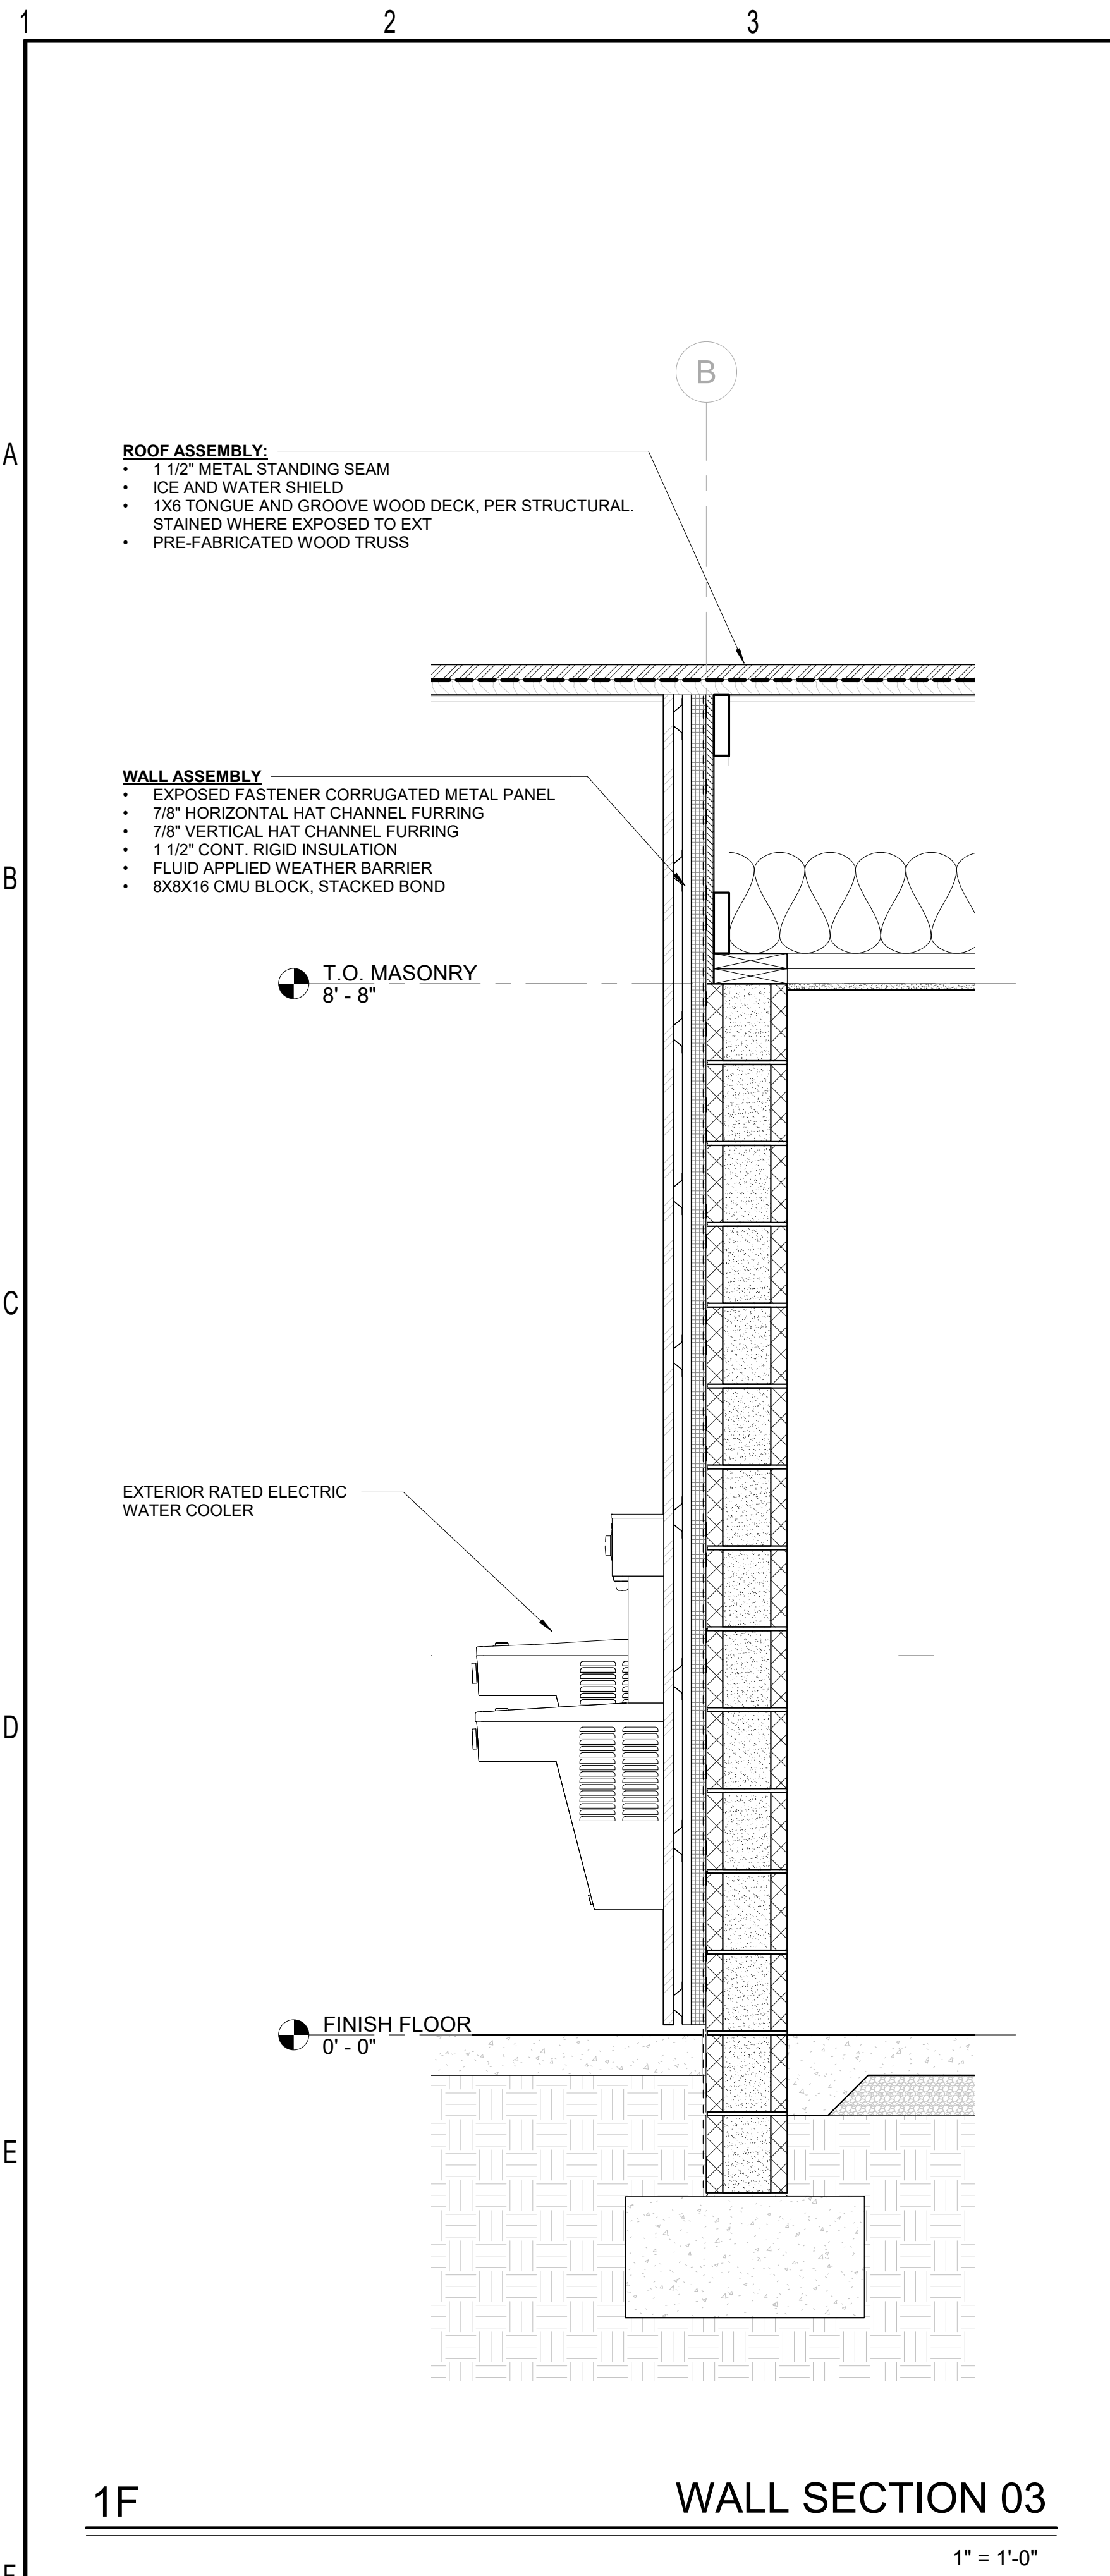 1 2 3
B
A
ROOF ASSEMBLY:
• 1 1/2" METAL STANDING SEAM
• ICE AND WATER SHIELD
• 1X6 TONGUE AND GROOVE WOOD DECK, PER STRUCTURAL.
STAINED WHERE EXPOSED TO EXT
• PRE-FABRICATED WOOD TRUSS
WALL ASSEMBLY
• EXPOSED FASTENER CORRUGATED METAL PANEL
• 7/8" HORIZONTAL HAT CHANNEL FURRING
• 7/8" VERTICAL HAT CHANNEL FURRING
• 1 1/2" CONT. RIGID INSULATION
• FLUID APPLIED WEATHER BARRIER
• 8X8X16 CMU BLOCK, STACKED BOND
B
T.O. MASONRY
8' - 8"
C
EXTERIOR RATED ELECTRIC
WATER COOLER
D
FINISH FLOOR
0' - 0"
E
1F
WALL SECTION 03
1" = 1'-0"